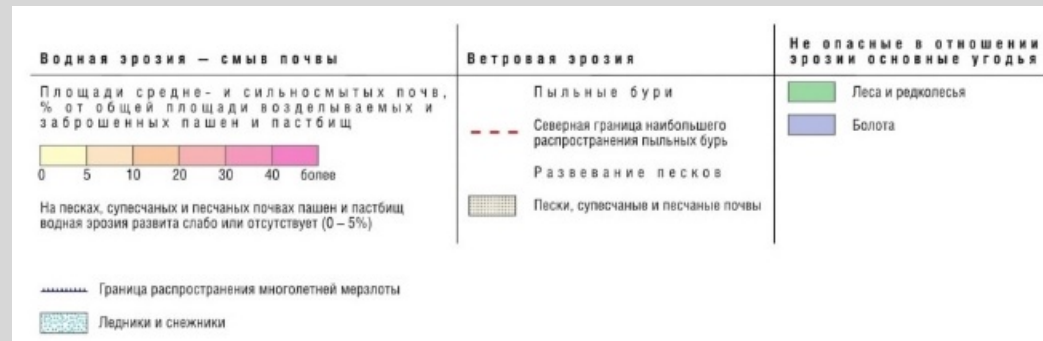 Водная эрозия – смыв почвы
Площади средне- и сильносмытых почв,
% от общей площади возделываемых и
заброшенных пашен и пастбищ
0 5 10 20 30 40 более
На песках, супесчаных и песчаных почвах пашен и пастбищ
водная эрозия развита слабо или отсутствует (0 – 5%)
Ветровая эрозия
Пыльные бури
Северная граница наибольшего
распространения пыльных бурь
Развевание песков
Пески, супесчаные и песчаные почвы
Не опасные в отношении
эрозии основные угодья
Леса и редколесья
Болота
Граница распространения многолетней мерзлоты
Ледники и снежники